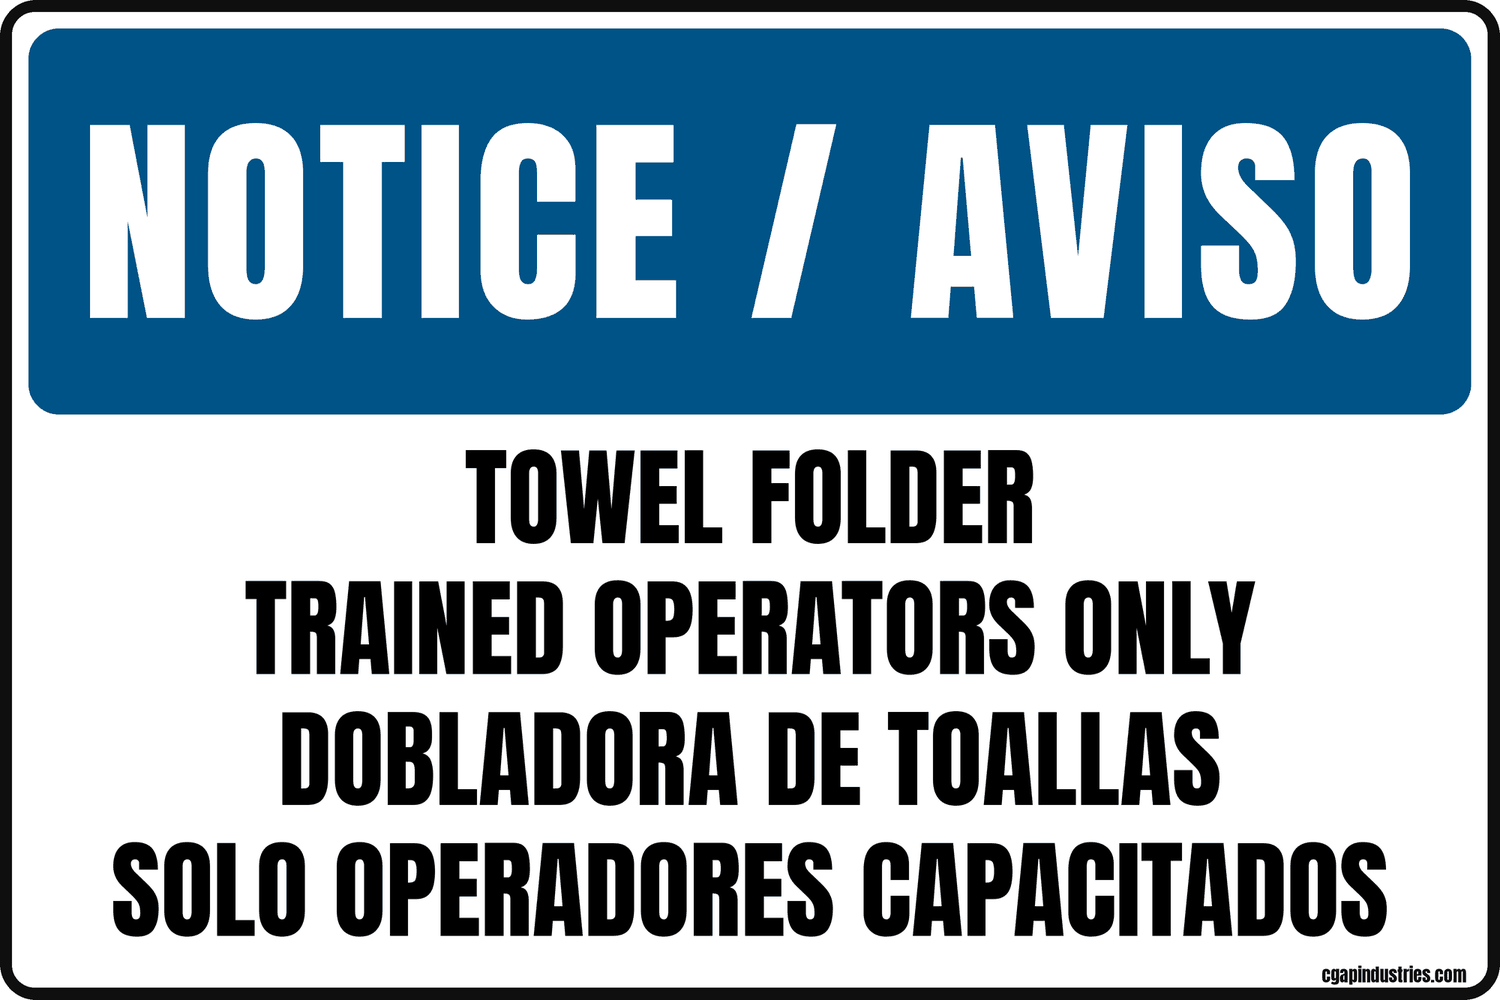 NOTICE / AVISO
TOWEL FOLDER
TRAINED OPERATORS ONLY
DOBLADORA DE TOALLAS
SOLO OPERADORES CAPACITADOS
cgapindustries.com